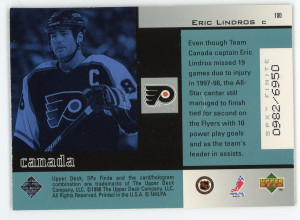 ERIC LINDROS C
180
Even though Team
Canada captain Eric
Lindros missed 19
games due to injury
in 1997-98, the All-
Star center still
managed to finish
tied for second on
the Flyers with 10
power play goals
and as the team's
leader in assists.
SPX FINITE
0982/6950
C
canada
Upper Deck, SPx Finite and the card/hologram
combination are trademarks of The Upper Deck
Company, LLC. © 1998 The Upper Deck Company, LLC.
All Rights Reserved. Printed in the U.S.A. © NHLPA
NHL